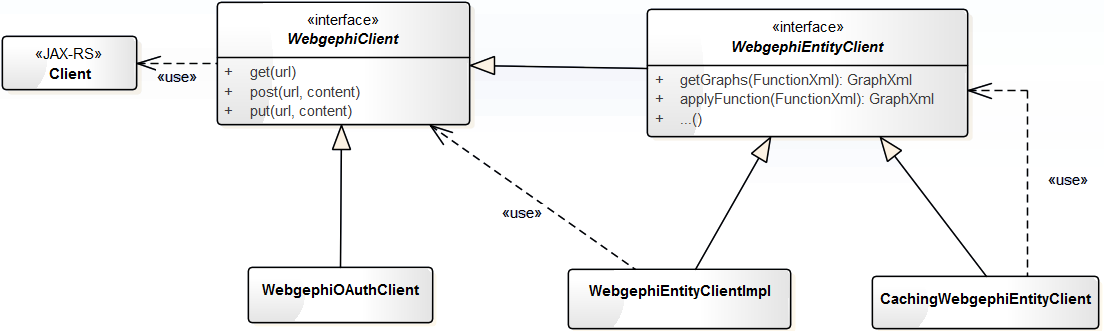 «JAX-RS»
Client
«use»
«interface»
WebgephiClient
+ get(url)
+ post(url, content)
+ put(url, content)
«interface»
WebgephiEntityClient
+ getGraphs(FunctionXml): GraphXml
+ applyFunction(FunctionXml): GraphXml
+ ...()
«use»
«use»
WebgephiOAuthClient
WebgephiEntityClientImpl
CachingWebgephiEntityClient